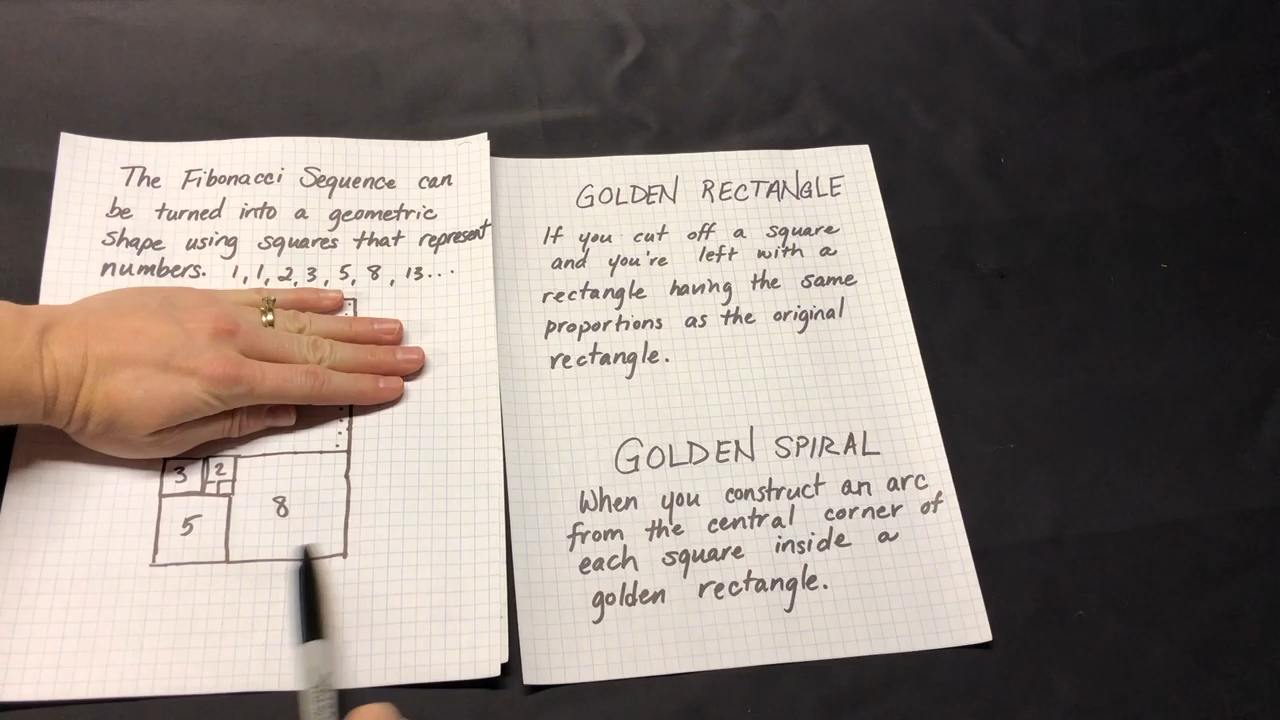 The Fibonacci Sequence can
be turned into a geometric
shape using squares that represent
numbers. 1, 1, 2, 3, 5, 8, 13...
3 2
8
5
GOLDEN RECTANGLE
If you cut off a square
and you're left with a
rectangle having the same
proportions as the original
rectangle.
GOLDEN SPIRAL
When you construct an arc
from the central corner of
each square inside a
golden rectangle.